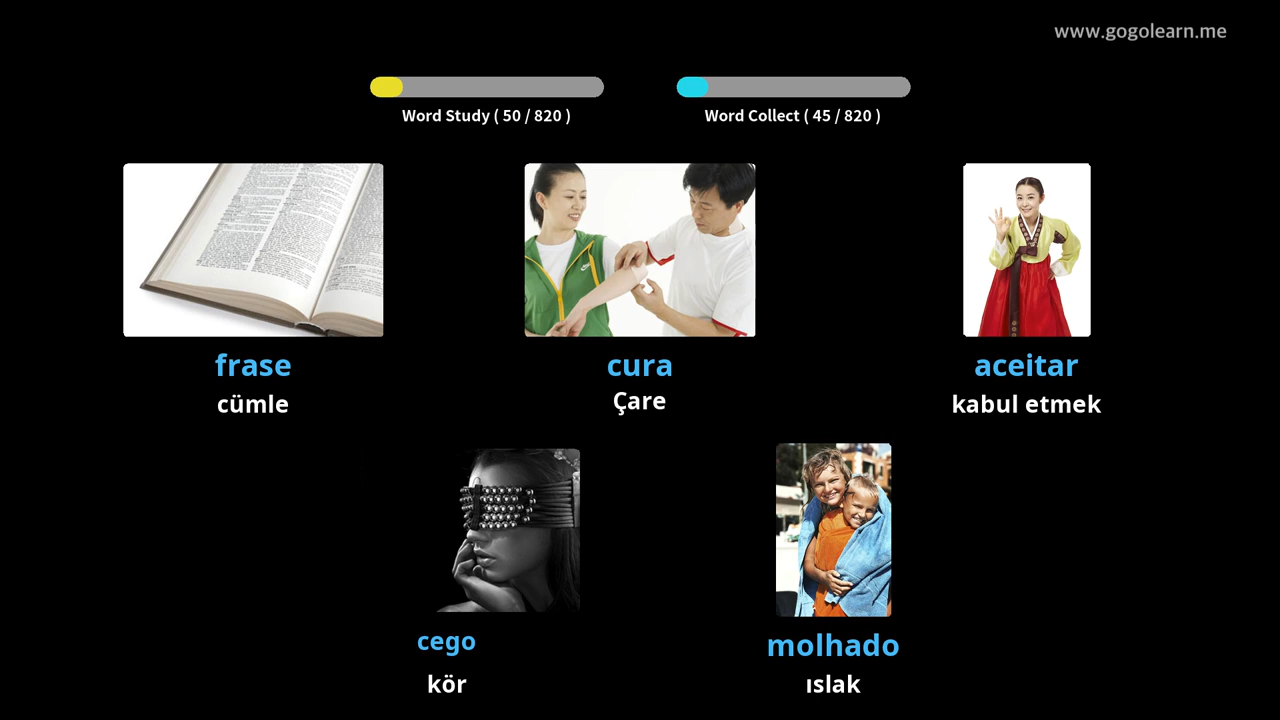 www.gogolearn.me
Word Study ( 50 / 820 )
Word Collect ( 45 / 820 )
frase
cura
aceitar
cümle
Çare
kabul etmek
cego
molhado
kör
ıslak